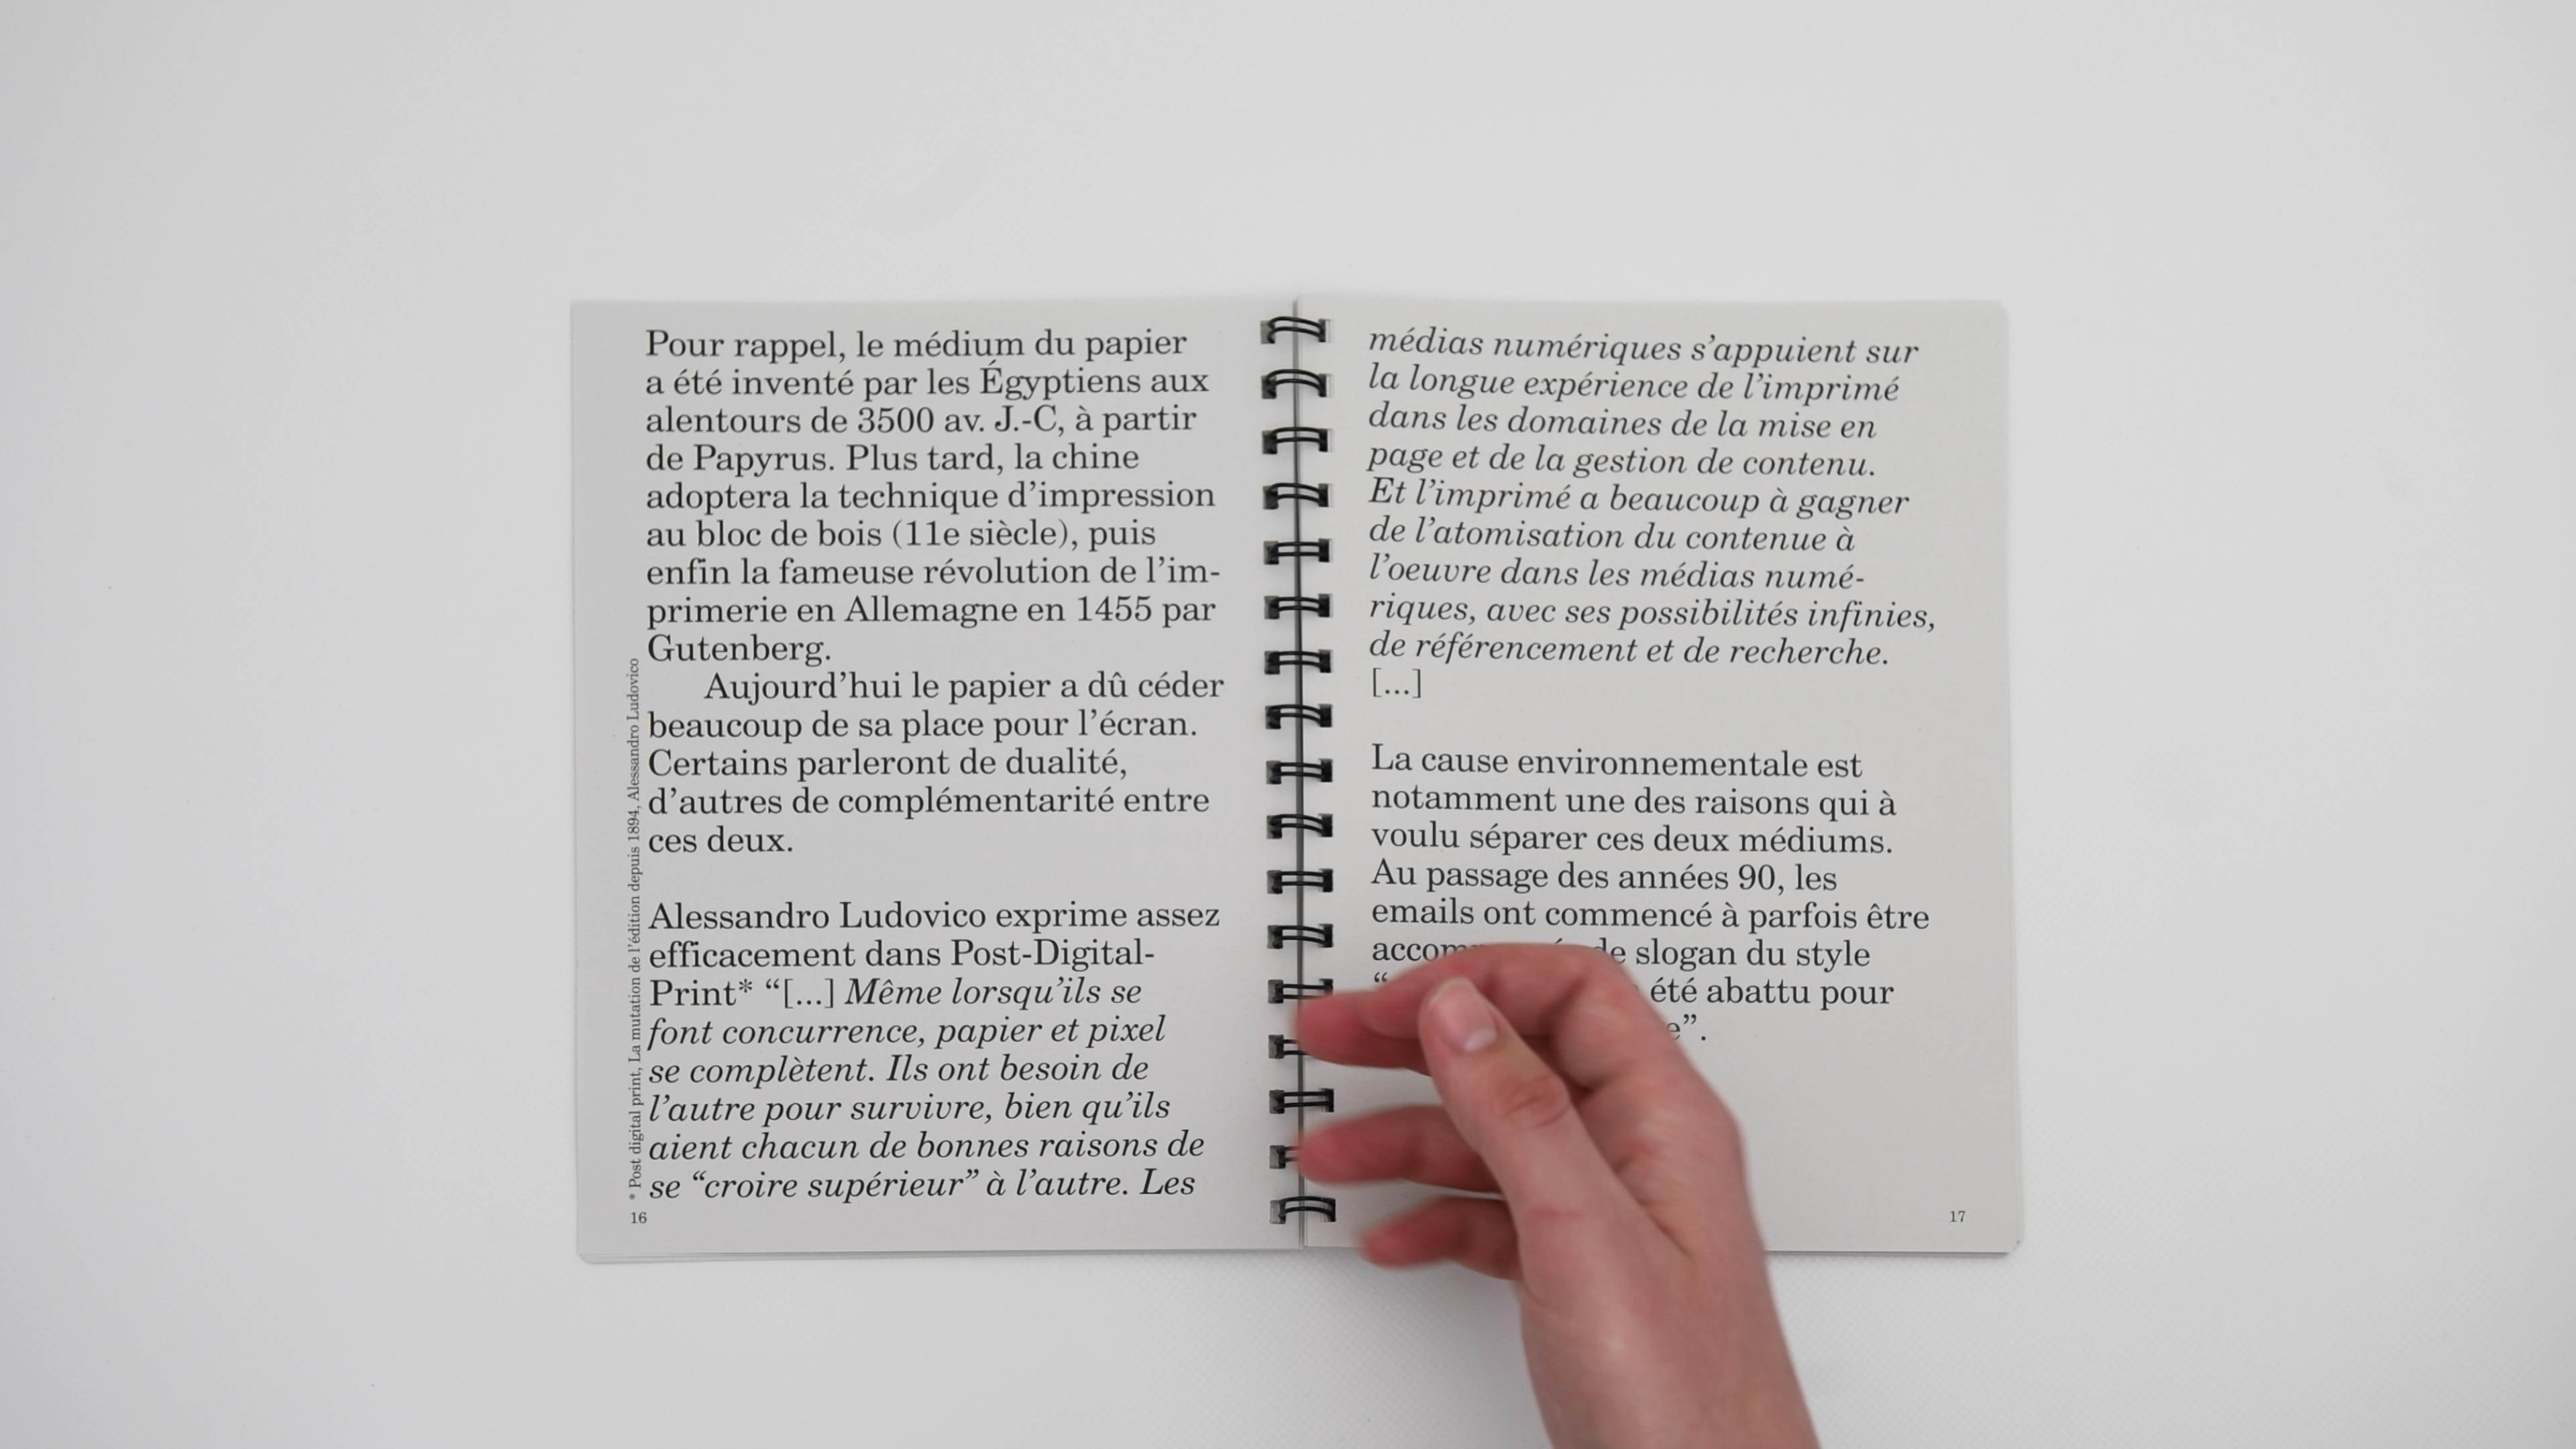 Pour rappel, le médium du papier
a été inventé par les Égyptiens aux
alentours de 3500 av. J.-C, à partir
de Papyrus. Plus tard, la chine
adoptera la technique d’impression
au bloc de bois (11e siècle), puis
enfin la fameuse révolution de l’im-
primerie en Allemagne en 1455 par
Gutenberg.
Aujourd’hui le papier a dû céder
beaucoup de sa place pour l’écran.
Certains parleront de dualité,
d’autres de complémentarité entre
ces deux.
Alessandro Ludovico exprime assez
efficacement dans Post-Digital-
Print* “[...] Même lorsqu’ils se
font concurrence, papier et pixel
se complètent. Ils ont besoin de
l’autre pour survivre, bien qu’ils
aient chacun de bonnes raisons de
se “croire supérieur” à l’autre. Les
* Post digital print, La mutation de l’édition depuis 1894, Alessandro Ludovico
16
médias numériques s’appuient sur
la longue expérience de l’imprimé
dans les domaines de la mise en
page et de la gestion de contenu.
Et l’imprimé a beaucoup à gagner
de l’atomisation du contenue à
l’oeuvre dans les médias numé-
riques, avec ses possibilités infinies,
de référencement et de recherche.
[...]
La cause environnementale est
notamment une des raisons qui à
voulu séparer ces deux médiums.
Au passage des années 90, les
emails ont commencé à parfois être
slogan du style
été abattu pour
17